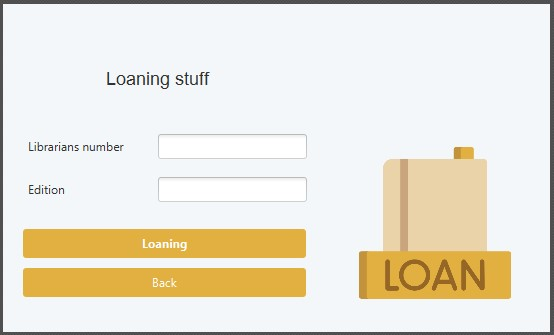 Loaning stuff
Librarians number
Edition
Loaning
Back
LOAN